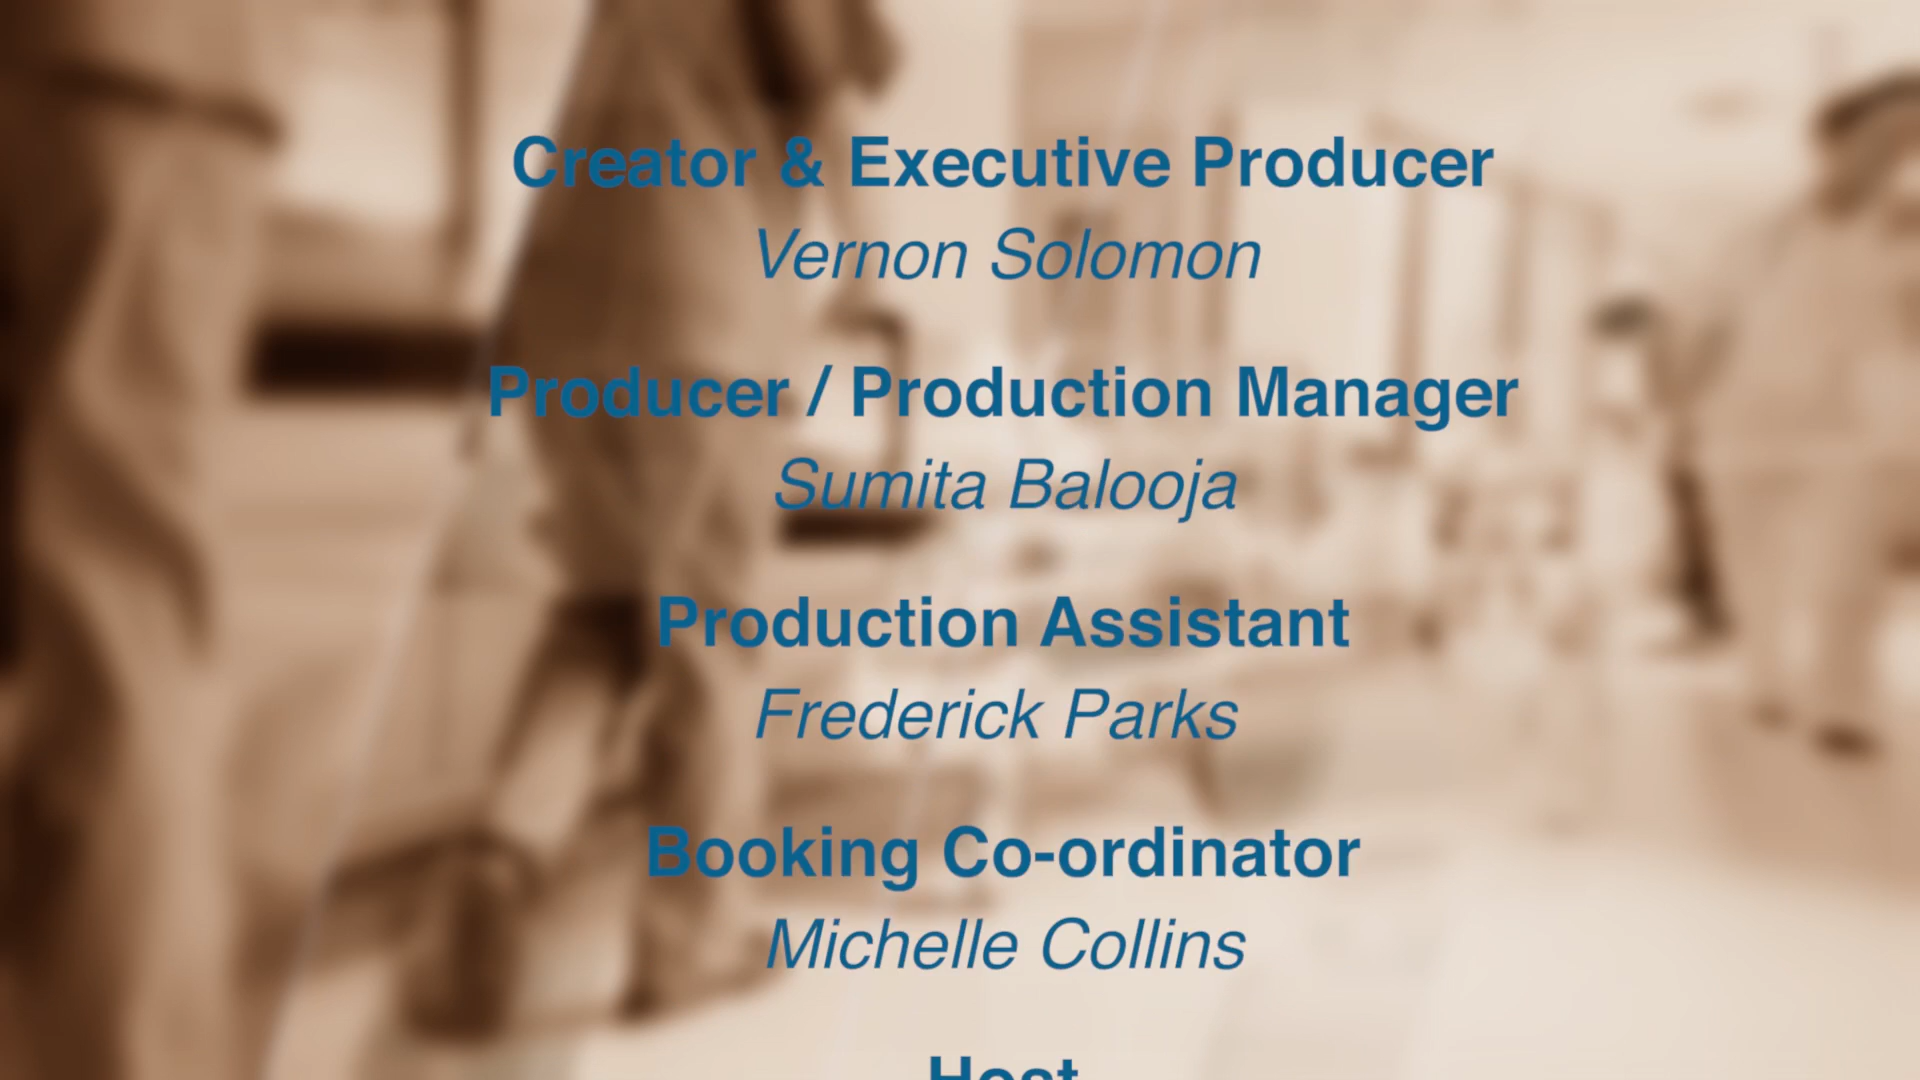 Creator & Executive Producer
Vernon Solomon
Producer / Production Manager
Sumita Balooja
Production Assistant
Frederick Parks
Booking Co-ordinator
Michelle Collins
Host